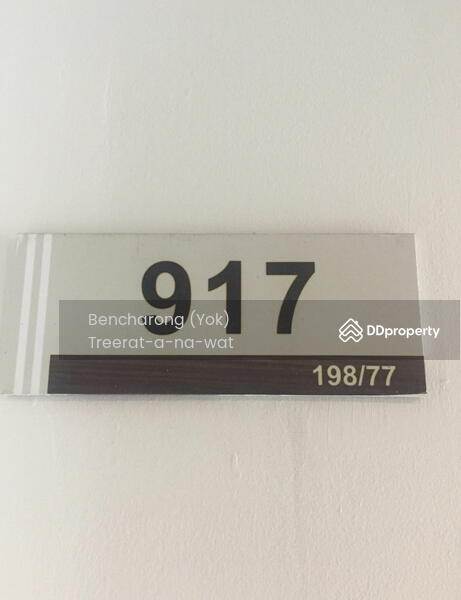 917
Bencharong (Yok)
Treerat-a-na-wat
DDproperty
198/77